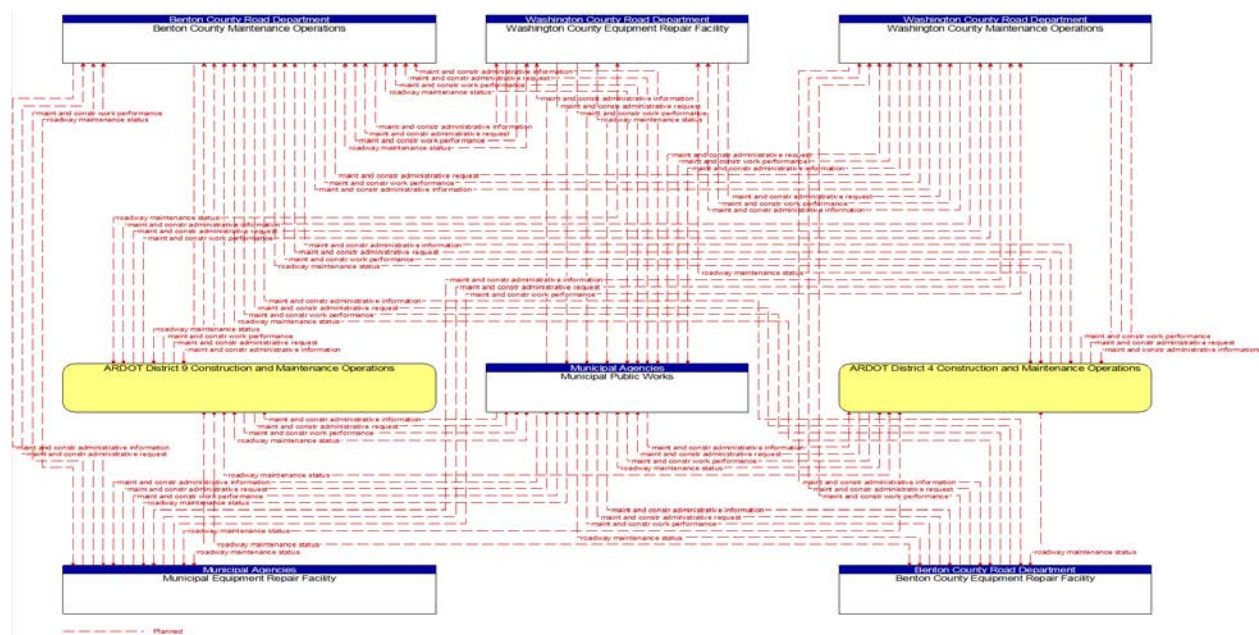 Benton County Road Department
Benton County Maintenance Operations
Washington County Road Department
Washington County Equipment Repair Facility
Washington County Road Department
Washington County Maintenance Operations
maint and constr administrative information
maint and constr administrative request
maint and constr work performance
roadway maintenance status
maint and constr administrative information
maint and constr administrative request
maint and constr work performance
roadway maintenance status
maint and constr work performance
roadway maintenance status
maint and constr administrative information
maint and constr administrative request
maint and constr work performance
roadway maintenance status
maint and constr administrative request
maint and constr work performance
maint and constr administrative information
maint and constr administrative request
maint and constr work performance
maint and constr administrative information
maint and constr administrative request
maint and constr work performance
maint and constr administrative information
roadway maintenance status
maint and constr administrative information
maint and constr administrative request
maint and constr work performance
maint and constr administrative information
maint and constr administrative request
maint and constr work performance
roadway maintenance status
roadway maintenance status
maint and constr administrative information
maint and constr administrative request
maint and constr work performance
maint and constr administrative information
maint and constr administrative request
maint and constr work performance
roadway maintenance status
roadway maintenance status
maint and constr work performance
maint and constr administrative request
maint and constr administrative information
maint and constr work performance
maint and constr administrative request
maint and constr administrative information
ARDOT District 9 Construction and Maintenance Operations
Municipal Agencies
Municipal Public Works
ARDOT District 4 Construction and Maintenance Operations
maint and constr administrative information
maint and constr administrative request
maint and constr work performance
roadway maintenance status
maint and constr administrative information
maint and constr administrative request
maint and constr administrative information
maint and constr administrative request
maint and constr work performance
roadway maintenance status
roadway maintenance status
maint and constr administrative information
maint and constr administrative request
maint and constr work performance
roadway maintenance status
maint and constr administrative information
maint and constr administrative request
maint and constr work performance
maint and constr administrative information
maint and constr administrative request
maint and constr work performance
roadway maintenance status
roadway maintenance status
roadway maintenance status
roadway maintenance status
roadway maintenance status
Municipal Agencies
Municipal Equipment Repair Facility
Benton County Road Department
Benton County Equipment Repair Facility
Planned